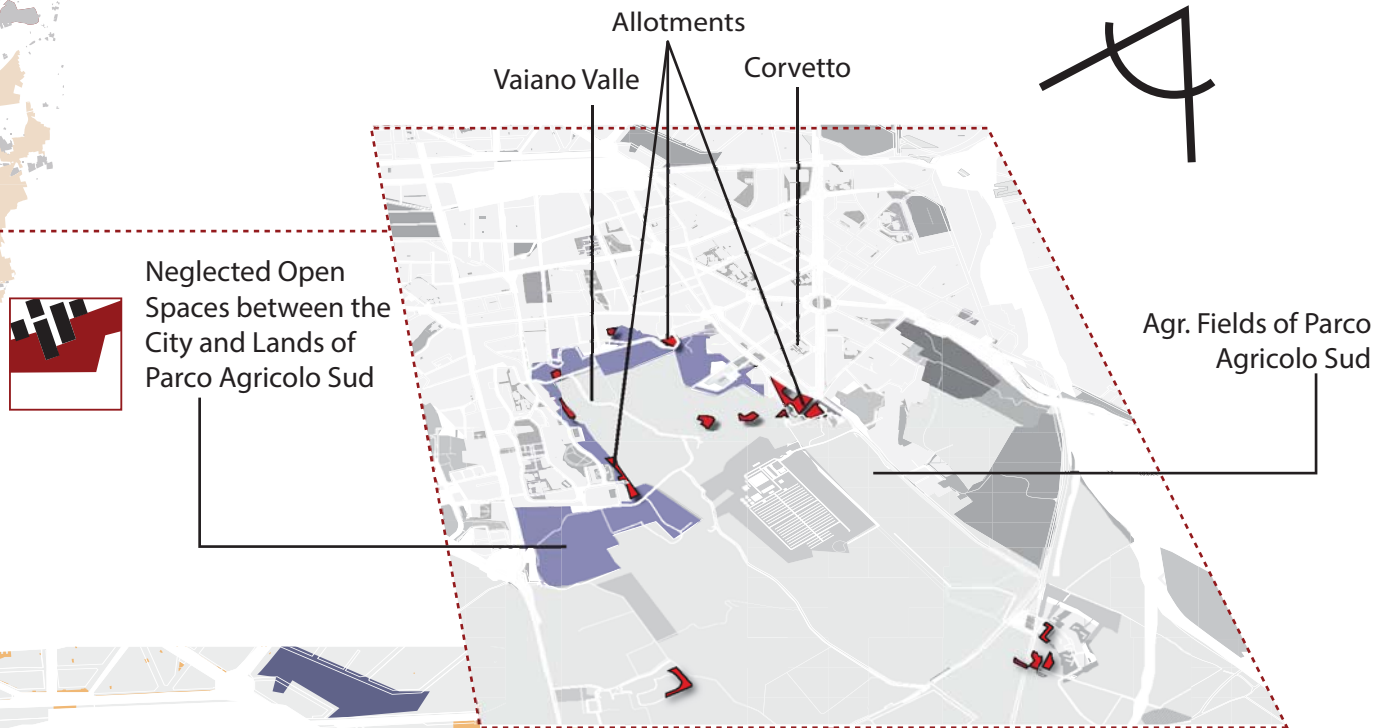 Allotments
Vaiano Valle
Corvetto
Neglected Open
Spaces between the
City and Lands of
Parco Agricolo Sud
Agr. Fields of Parco
Agricolo Sud